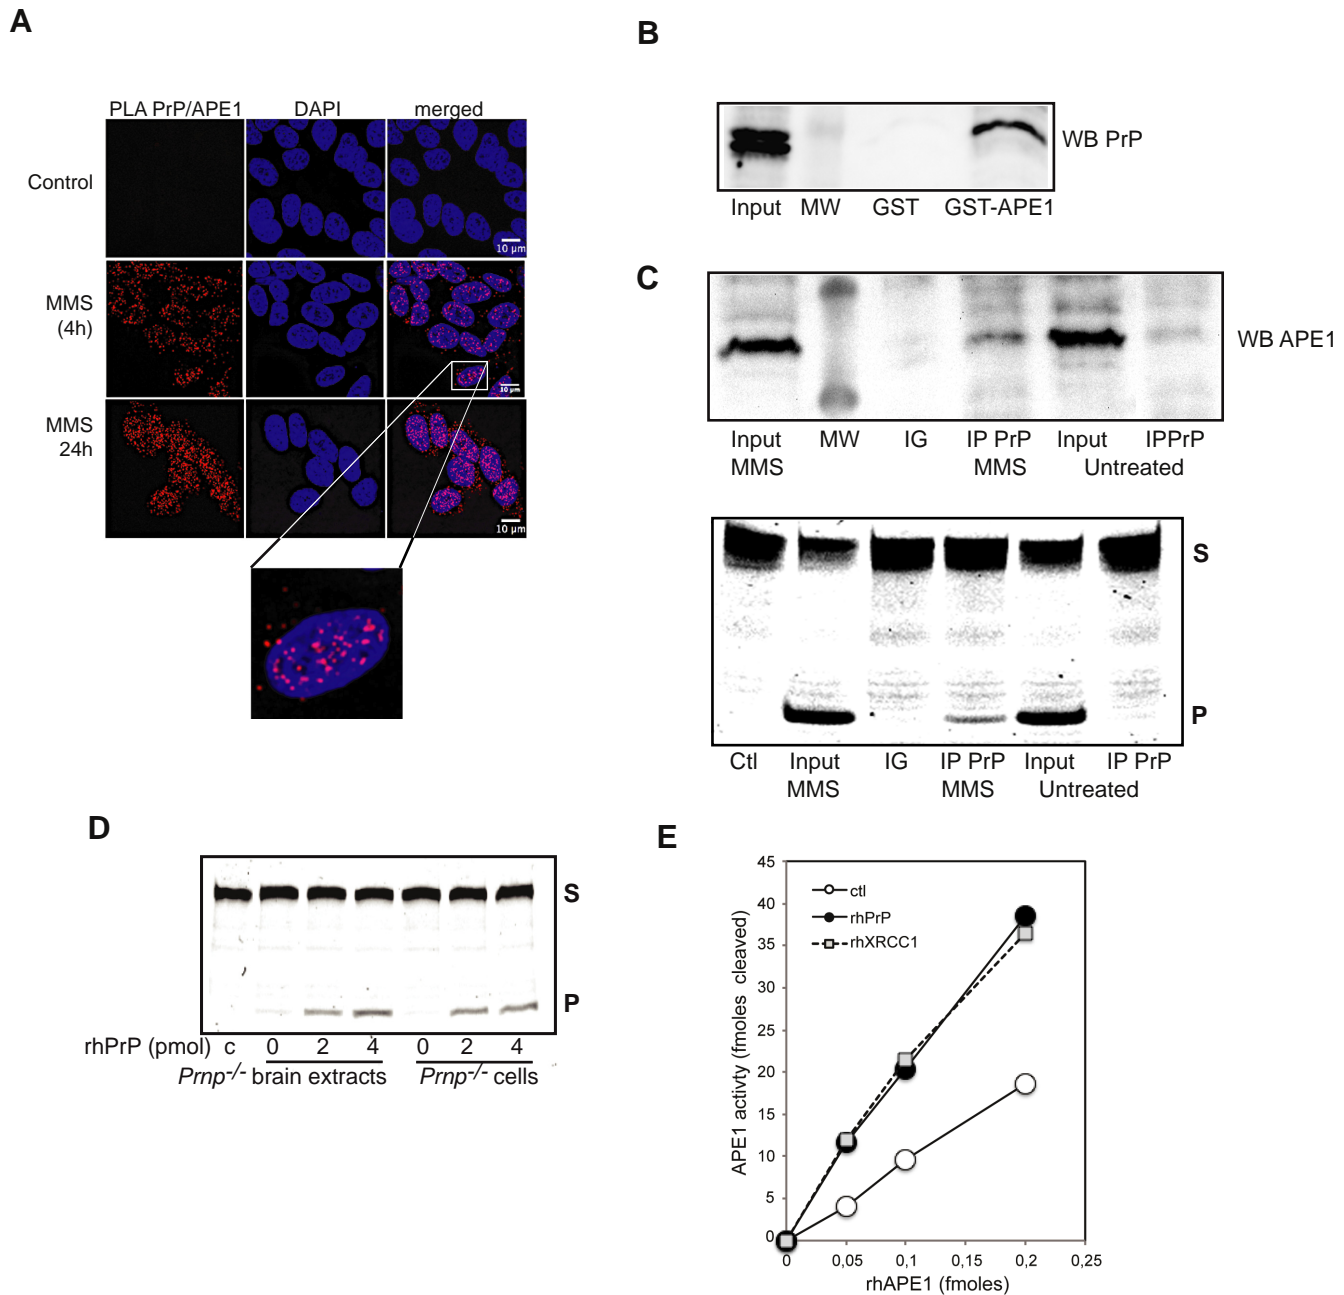 A
PLA PrP/APE1 DAPI merged
Control
10 µm
MMS
(4h)
10 µm
MMS
24h
10 µm
B
WB PrP
Input MW GST GST-APE1
C
WB APE1
Input MW IG IP PrP Input IPPrP
MMS MMS Untreated
S
P
Ctl Input IG IP PrP Input IP PrP
MMS MMS Untreated
D
S
P
rhPrP (pmol) c 0 2 4 0 2 4
Prnp-/- brain extracts Prnp-/- cells
E
45
40
35
30
25
20
15
10
5
0
ctl
rhPrP
rhXRCC1
APE1 activty (fmoles cleaved)
0 0,05 0,1 0,15 0,2 0,25
rhAPE1 (fmoles)